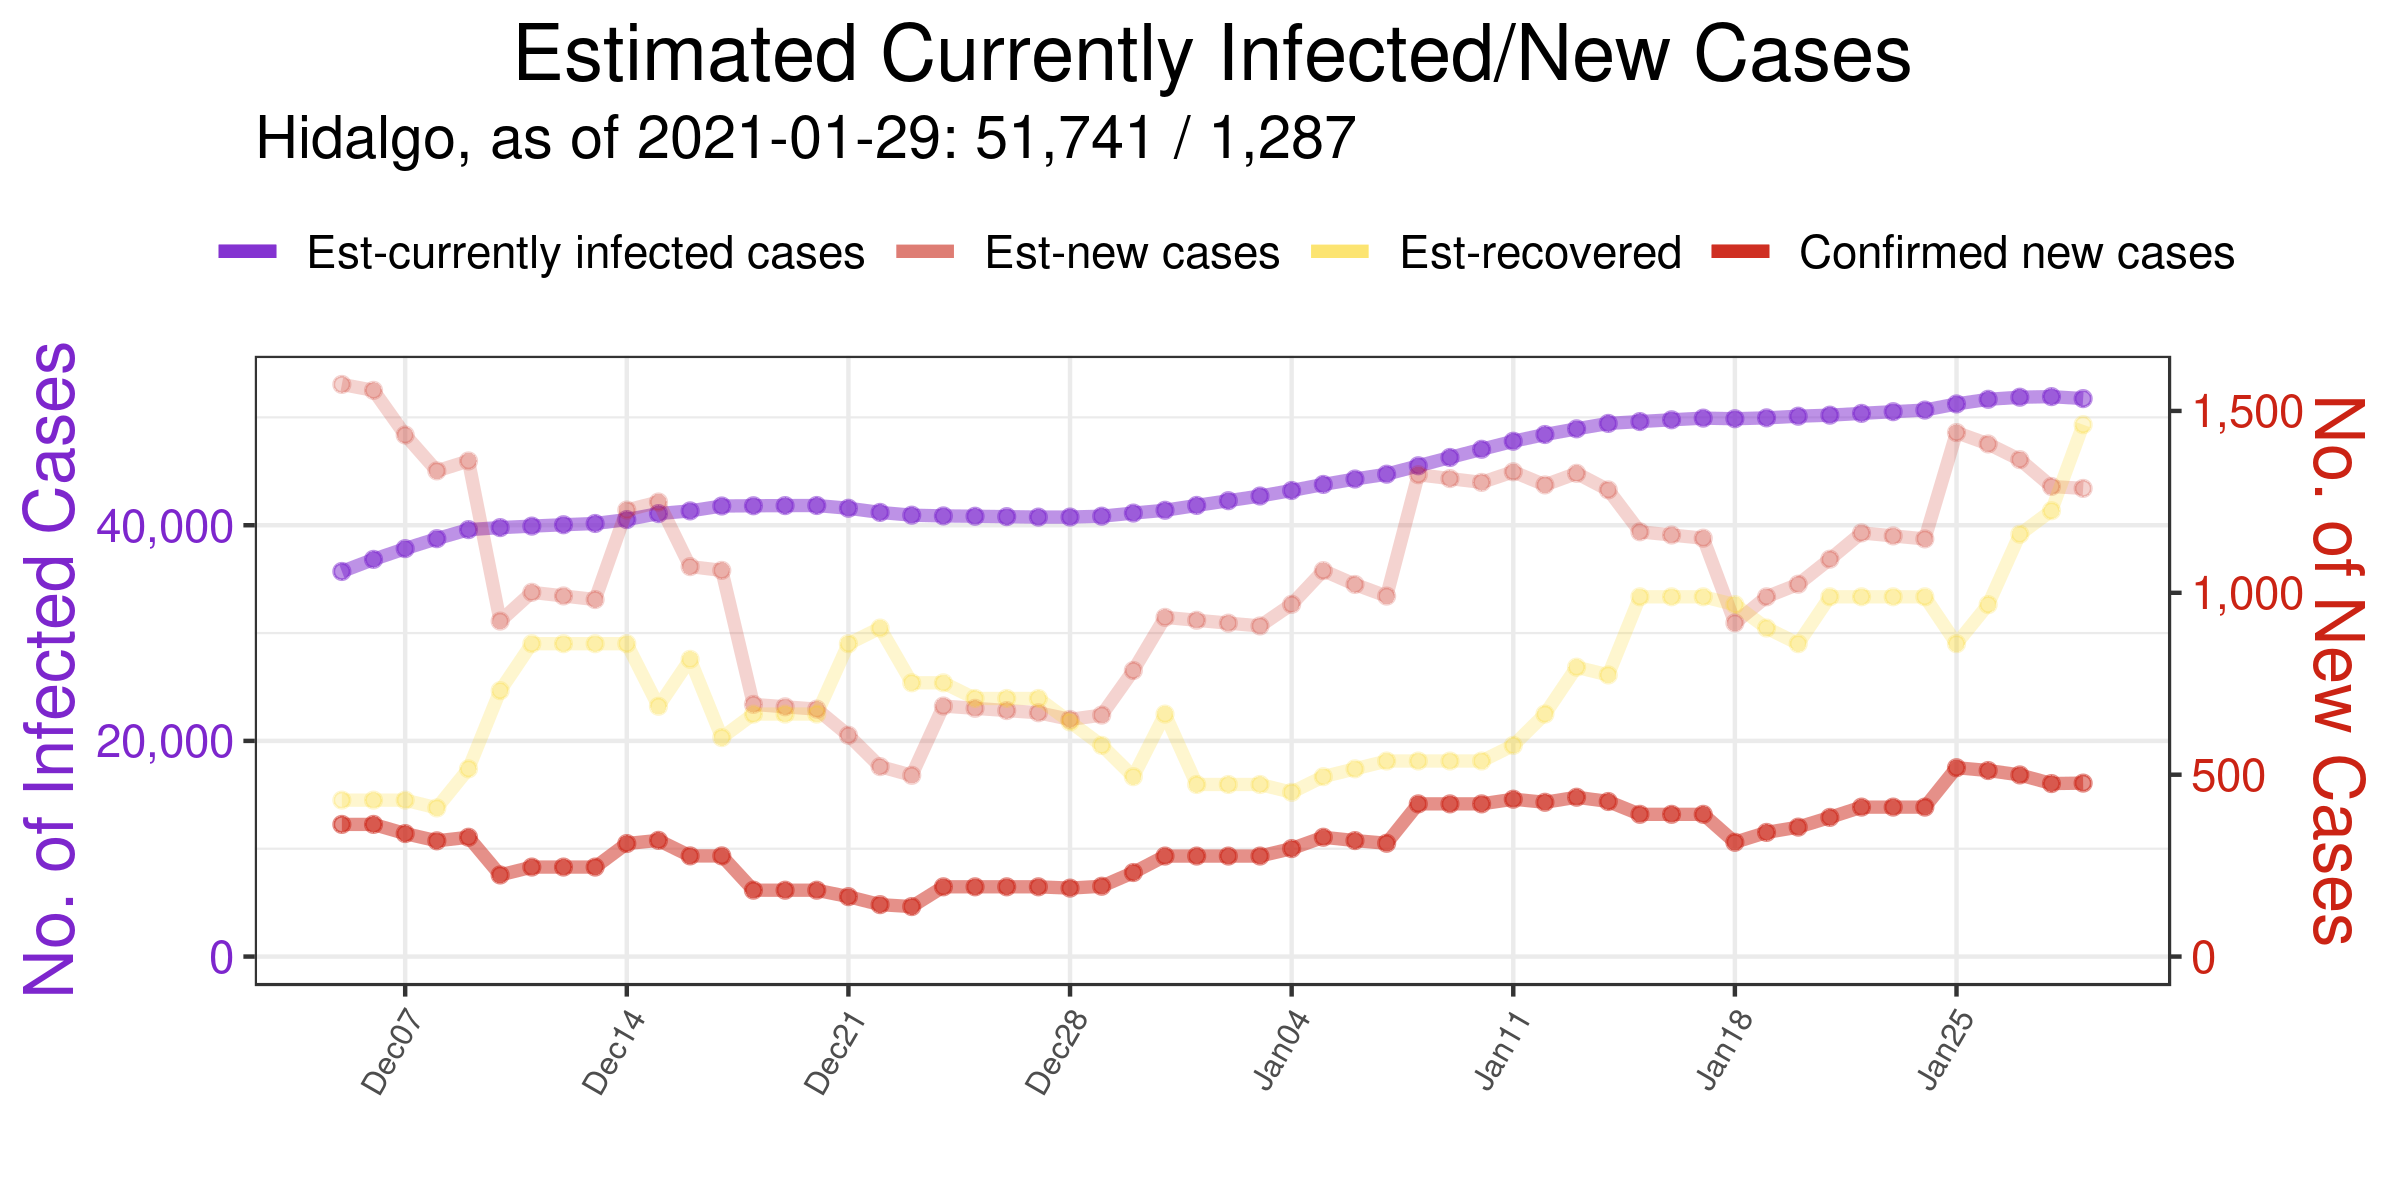 Estimated Currently Infected/New Cases
Hidalgo, as of 2021-01-29: 51,741 / 1,287
Est-currently infected cases Est-new cases Est-recovered Confirmed new cases
No. of Infected Cases
40,000
20,000
0
1,500
1,000
500
0
No. of New Cases
Dec07 Dec14 Dec21 Dec28 Jan04 Jan11 Jan18 Jan25